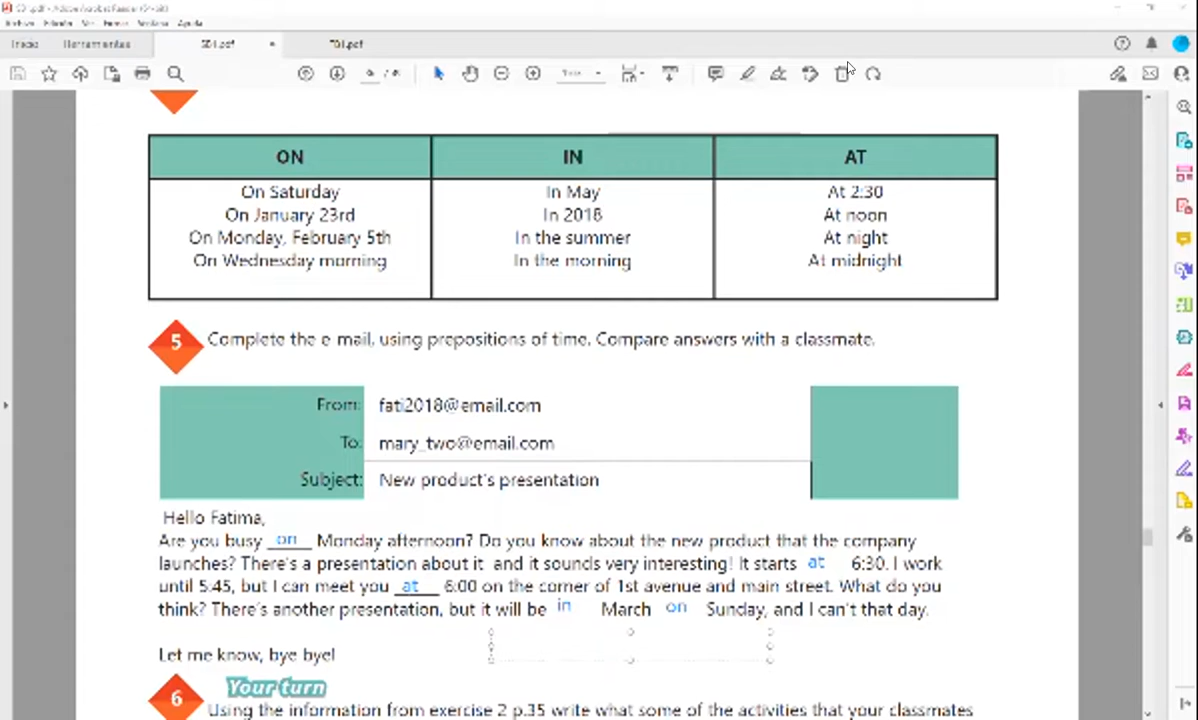 Inicio Herramientas
ON IN AT
On Saturday In May At 2:30
On January 23rd In 2018 At noon
On Monday, February 5th In the summer At night
On Wednesday morning In the morning At midnight
5 Complete the e-mail, using prepositions of time. Compare answers with a classmate.
From: fati2018@email.com
To: mary_two@email.com
Subject: New product's presentation
Hello Fatima,
Are you busy on Monday afternoon? Do you know about the new product that the company
launches? There's a presentation about it and it sounds very interesting! It starts at 6:30. I work
until 5:45, but I can meet you at 6:00 on the corner of 1st avenue and main street. What do you
think? There's another presentation, but it will be in March on Sunday, and I can't that day.
Let me know, bye bye!
6 Your turn
Using the information from exercise 2 p.35 write what some of the activities that your classmates